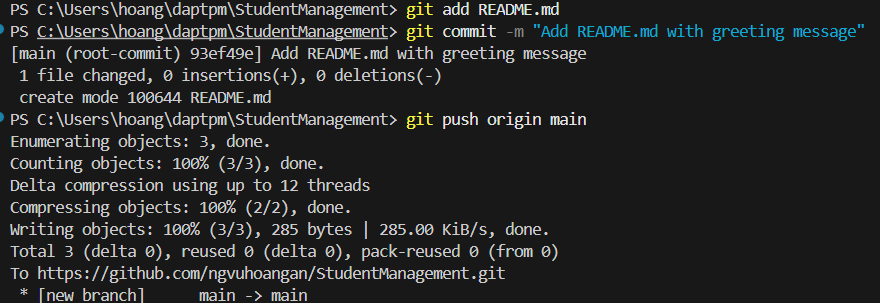 PS C:\Users\hoang\daptpm\StudentManagement> git add README.md
PS C:\Users\hoang\daptpm\StudentManagement> git commit -m "Add README.md with greeting message"
[main (root-commit) 93ef49e] Add README.md with greeting message
 1 file changed, 0 insertions(+), 0 deletions(-)
 create mode 100644 README.md
PS C:\Users\hoang\daptpm\StudentManagement> git push origin main
Enumerating objects: 3, done.
Counting objects: 100% (3/3), done.
Delta compression using up to 12 threads
Compressing objects: 100% (2/2), done.
Writing objects: 100% (3/3), 285 bytes | 285.00 KiB/s, done.
Total 3 (delta 0), reused 0 (delta 0), pack-reused 0 (from 0)
To https://github.com/ngvuhoangan/StudentManagement.git
 * [new branch]      main -> main